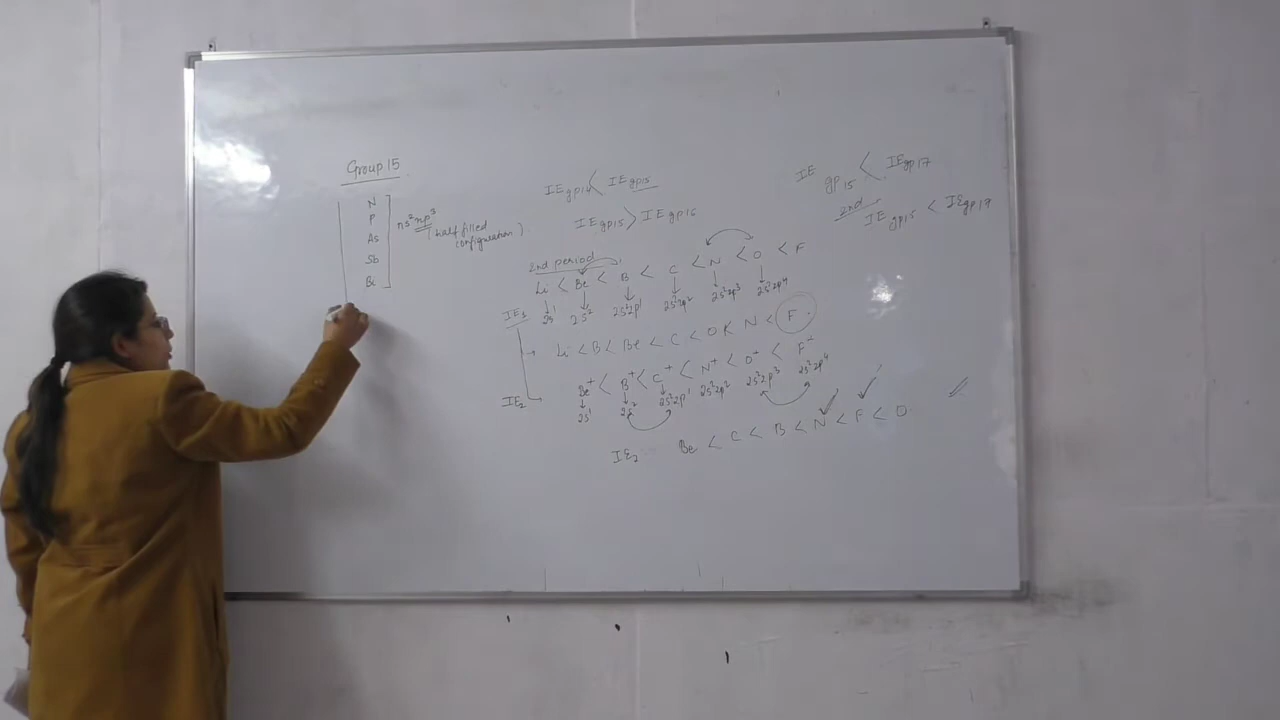 Group 15
N
P
As
Sb
Bi
ns²np³
(half filled
configuration).
IE gp14 < IE gp15
IE gp15 > IE gp16
IE gp15 < IE gp17
2nd IE gp15 < IE gp17
2nd period
Li < Be < B < C < N < O < F
2s¹ 2s² 2s²2p¹ 2s²2p² 2s²2p³ 2s²2p⁴
IE₁
Li < B < Be < C < O < N < F.
Be⁺ < B⁺ < C⁺ < N⁺ < O⁺ < F⁺
IE₂
2s¹ 2s² 2s²2p¹ 2s²2p² 2s²2p³ 2s²2p⁴
IE₂ Be < C < B < N < F < O.